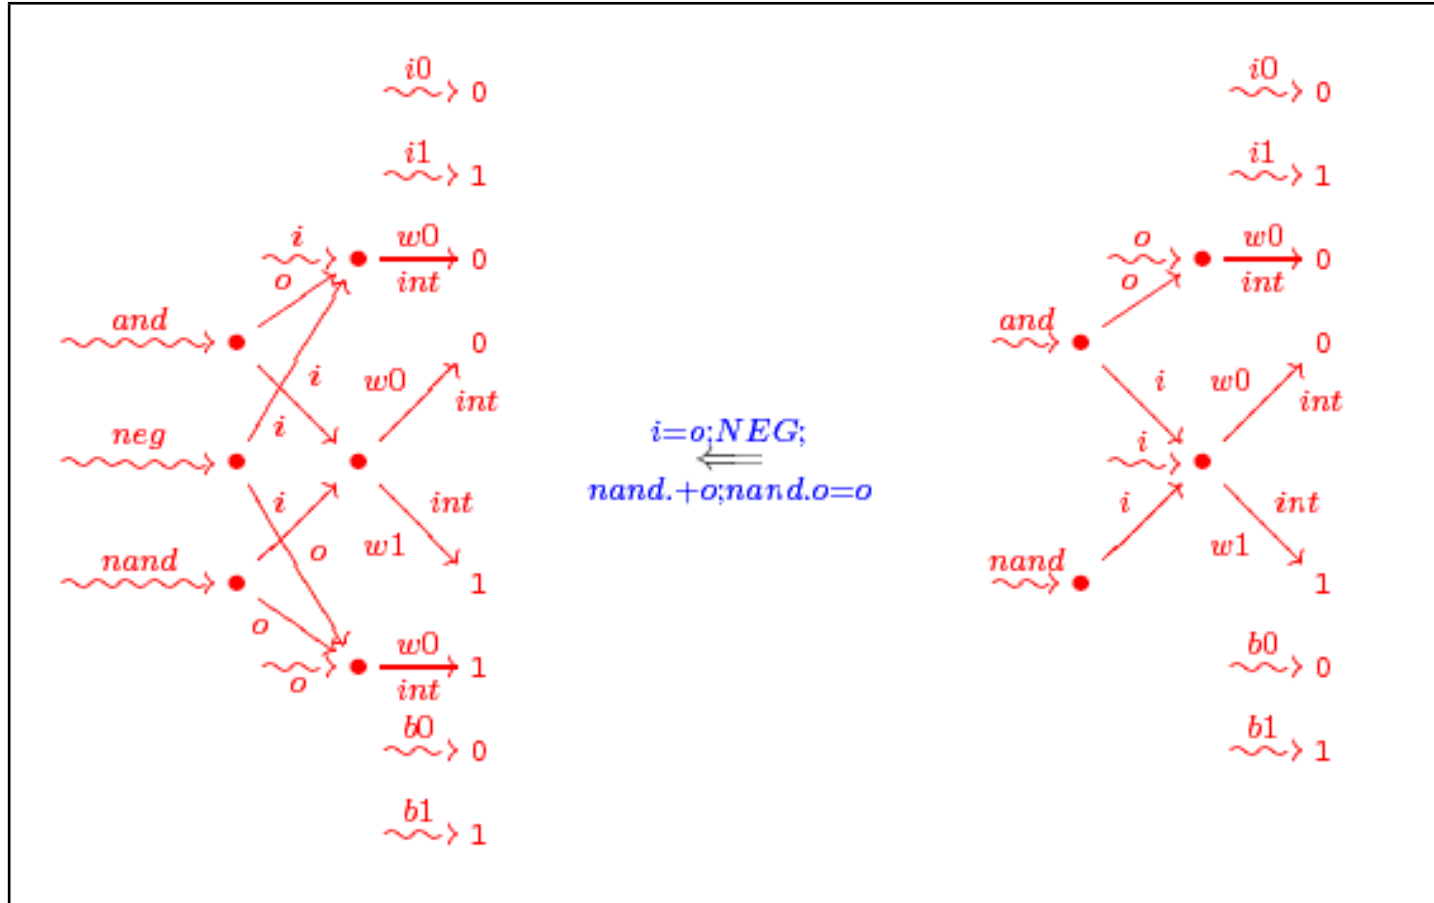 i0 i0
0 0
i1 i1
1 1
i w0 o w0
0 0
o int o int
and and
0 0
i w0 i w0
int int
i
neg i=o;NEG; i
nand.+o;nand.o=o
i int i int
o w1 w1
nand nand
1 1
o w0 b0
1 0
o int
b0 b1
0 1
b1
1